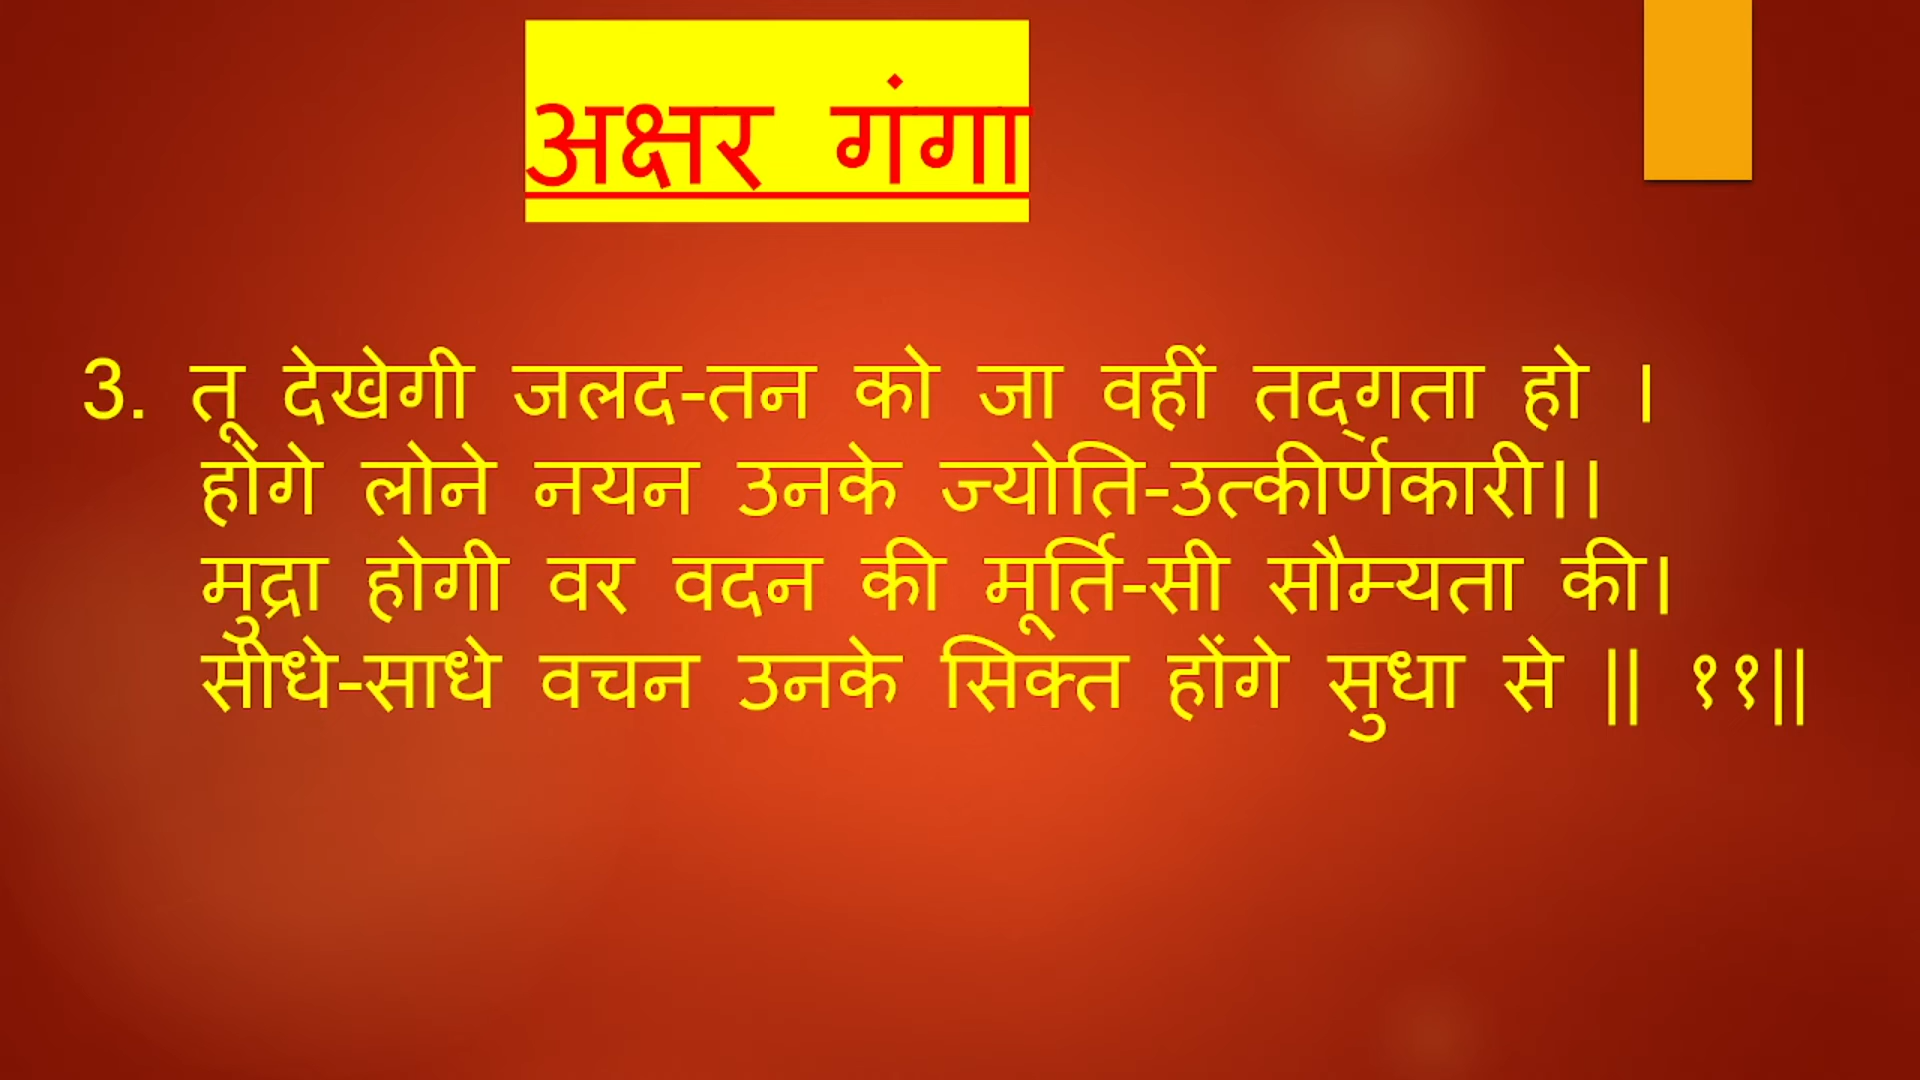 अक्षर गंगा
3. तू देखेगी जलद-तन को जा वहीं तद्गता हो ।
होंगे लोने नयन उनके ज्योति-उत्कीर्णकारी।।
मुद्रा होगी वर वदन की मूर्ति-सी सौम्यता की।
सीधे-साधे वचन उनके सिक्त होंगे सुधा से || ११||